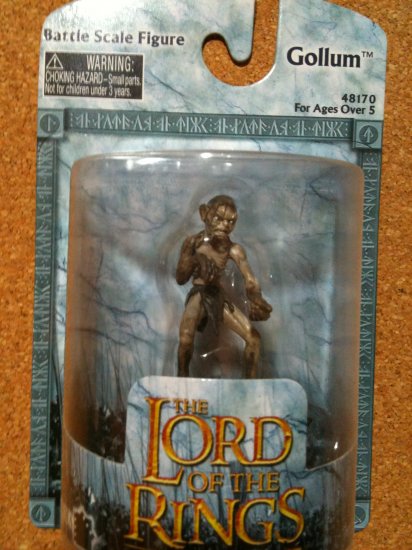 Battle Scale Figure
WARNING:
CHOKING HAZARD-Small parts.
Not for children under 3 years.
Gollum™
48170
For Ages Over 5
THE
LORD
OF THE
RINGS